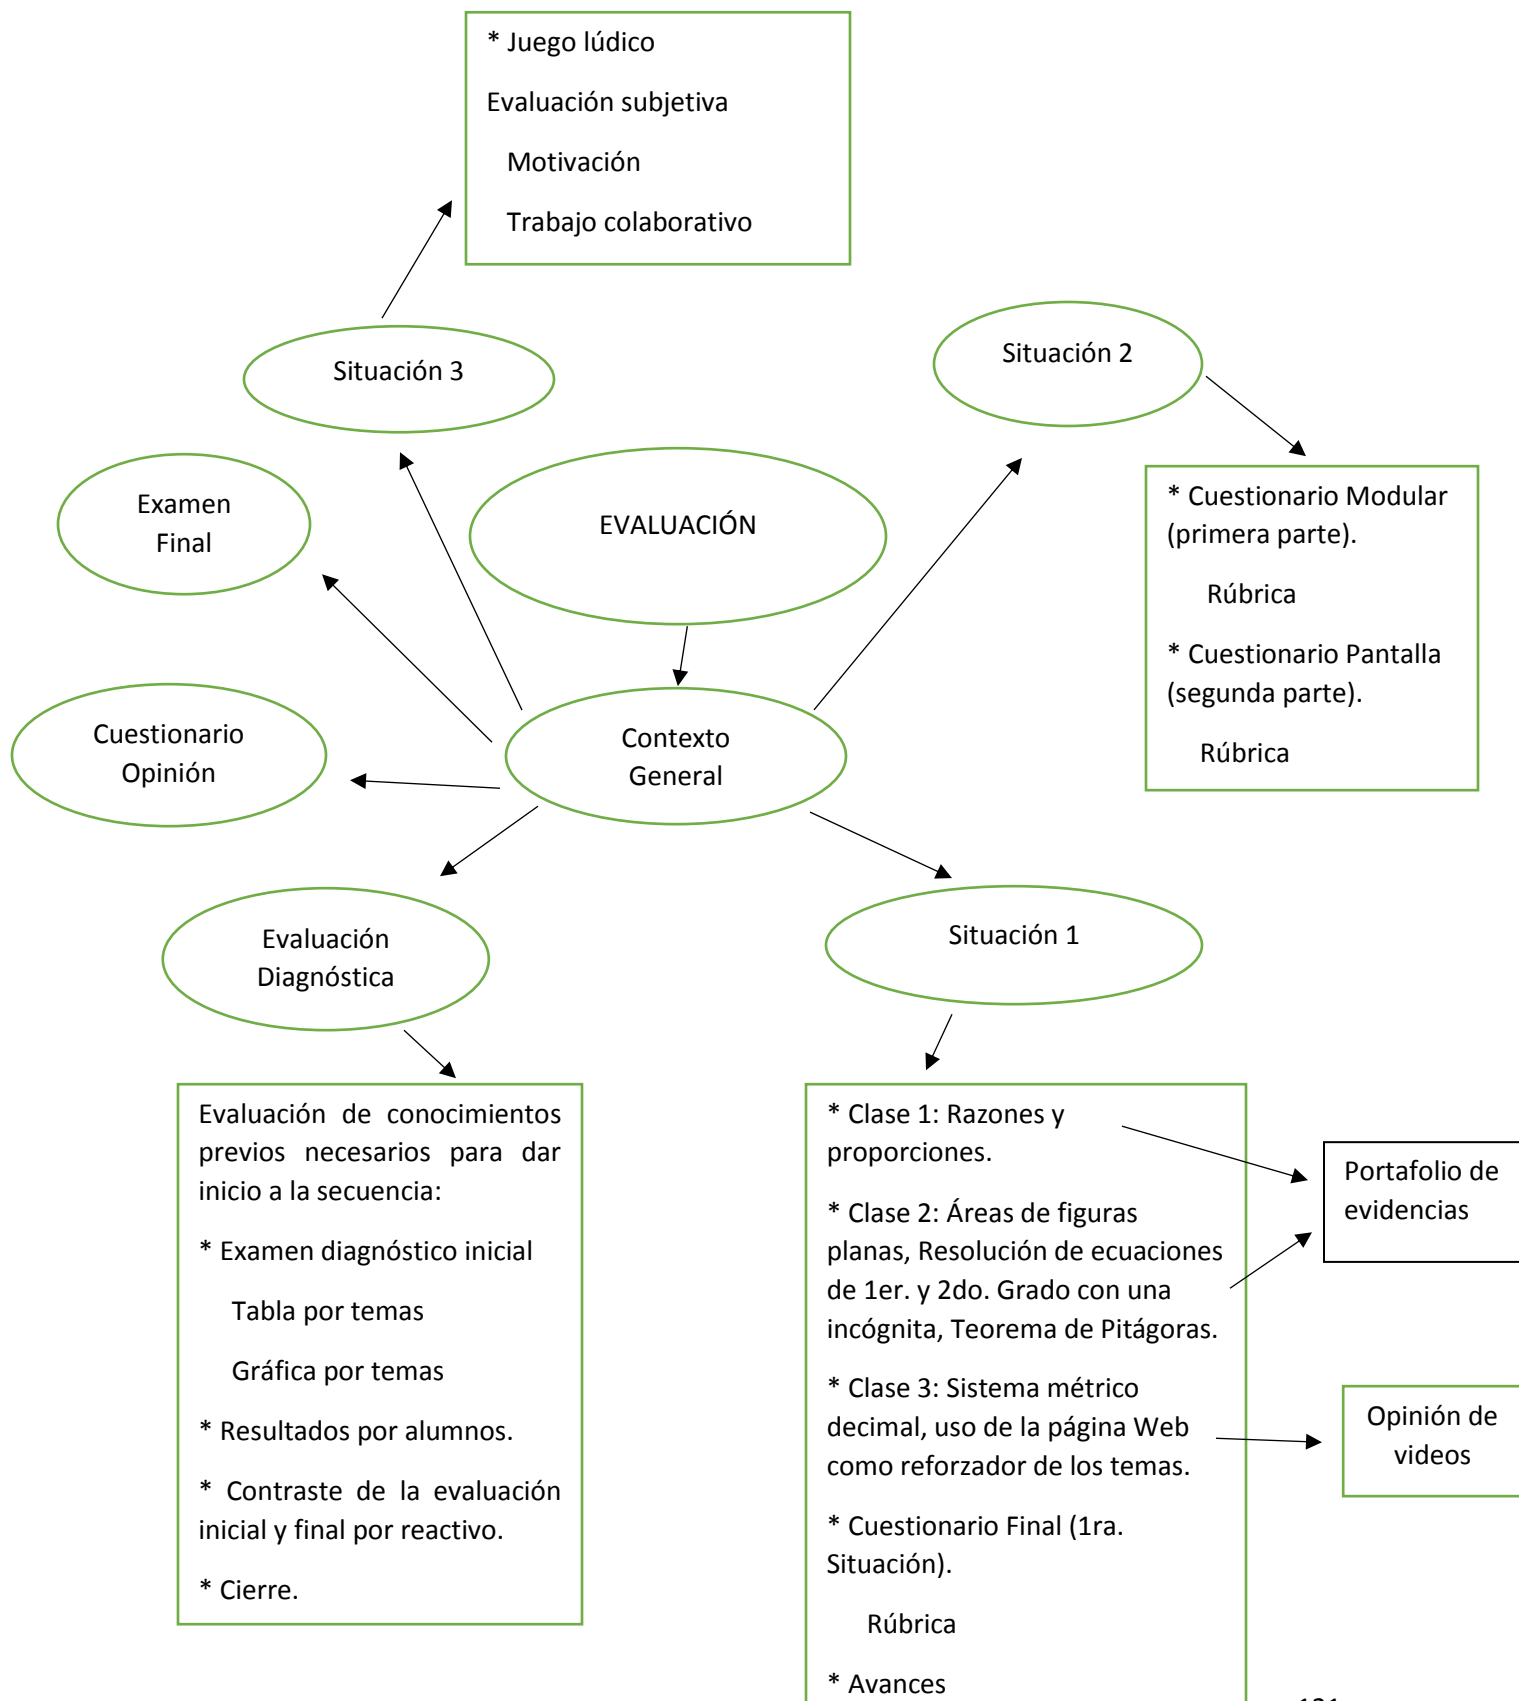 * Juego lúdico
Evaluación subjetiva
Motivación
Trabajo colaborativo
Situación 3
Situación 2
Examen
Final
EVALUACIÓN
* Cuestionario Modular
(primera parte).
Rúbrica
* Cuestionario Pantalla
(segunda parte).
Rúbrica
Cuestionario
Opinión
Contexto
General
Evaluación
Diagnóstica
Situación 1
Evaluación de conocimientos
previos necesarios para dar
inicio a la secuencia:
* Examen diagnóstico inicial
Tabla por temas
Gráfica por temas
* Resultados por alumnos.
* Contraste de la evaluación
inicial y final por reactivo.
* Cierre.
* Clase 1: Razones y
proporciones.
* Clase 2: Áreas de figuras
planas, Resolución de ecuaciones
de 1er. y 2do. Grado con una
incógnita, Teorema de Pitágoras.
* Clase 3: Sistema métrico
decimal, uso de la página Web
como reforzador de los temas.
* Cuestionario Final (1ra.
Situación).
Rúbrica
* Avances
Portafolio de
evidencias
Opinión de
videos